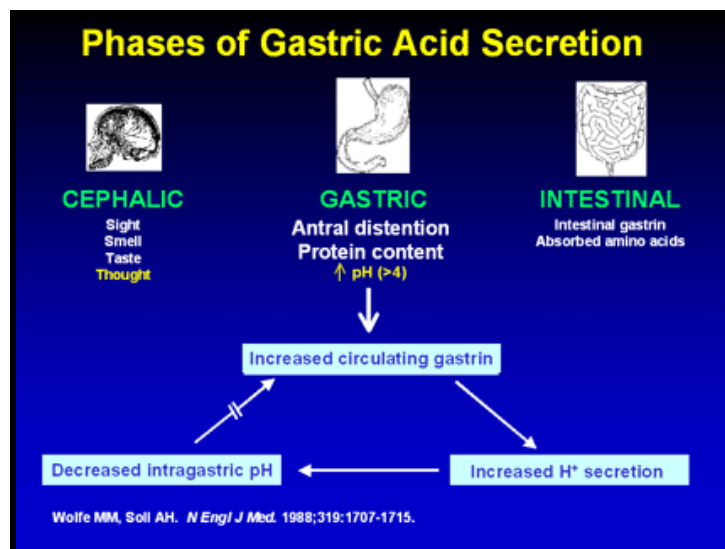 Phases of Gastric Acid Secretion
CEPHALIC
Sight
Smell
Taste
Thought
GASTRIC
Antral distention
Protein content
↑ pH (>4)
INTESTINAL
Intestinal gastrin
Absorbed amino acids
Increased circulating gastrin
Decreased intragastric pH
Increased H⁺ secretion
Wolfe MM, Soll AH. N Engl J Med. 1988;319:1707-1715.